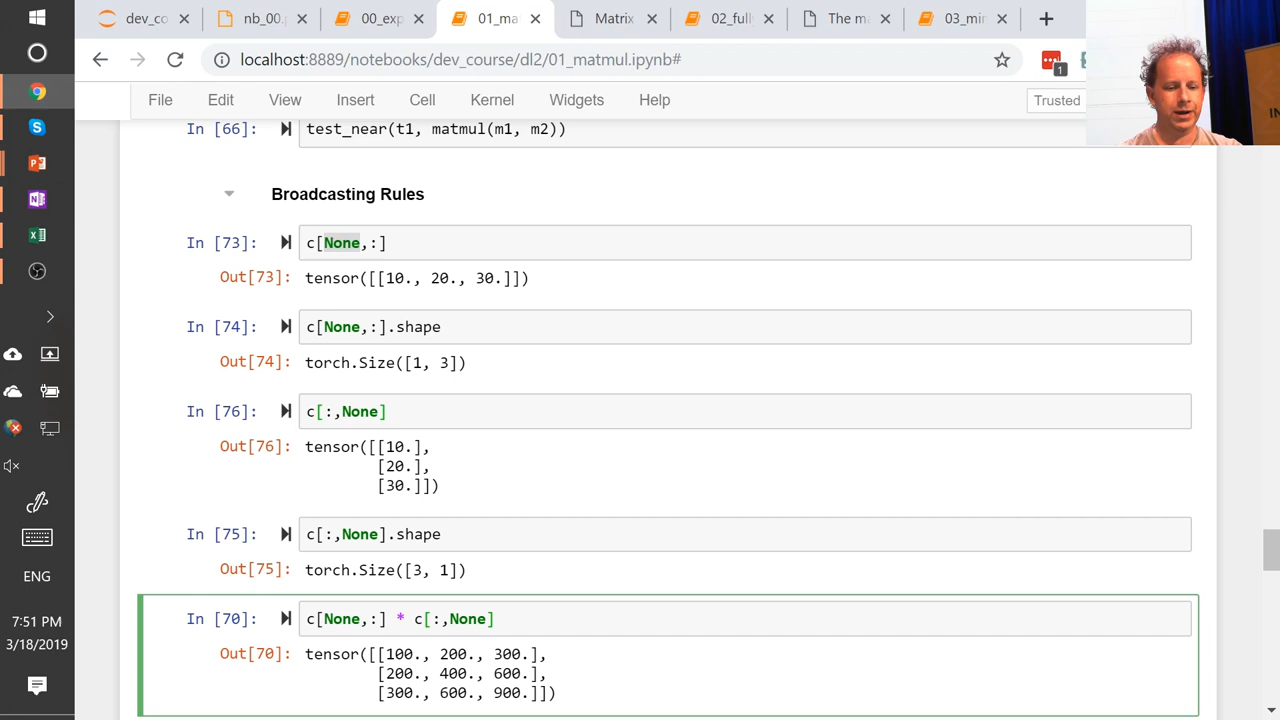 dev_co
nb_00.
00_exp
01_ma
Matrix
02_fully
The ma
03_min
localhost:8889/notebooks/dev_course/dl2/01_matmul.ipynb#
1
File Edit View Insert Cell Kernel Widgets Help
Trusted
IN
In [66]: test_near(t1, matmul(m1, m2))
Broadcasting Rules
In [73]: c[None,:]
Out[73]: tensor([[10., 20., 30.]])
In [74]: c[None,:].shape
Out[74]: torch.Size([1, 3])
In [76]: c[:,None]
Out[76]: tensor([[10.],
[20.],
[30.]])
In [75]: c[:,None].shape
Out[75]: torch.Size([3, 1])
In [70]: c[None,:] * c[:,None]
Out[70]: tensor([[100., 200., 300.],
[200., 400., 600.],
[300., 600., 900.]])
ENG
7:51 PM
3/18/2019